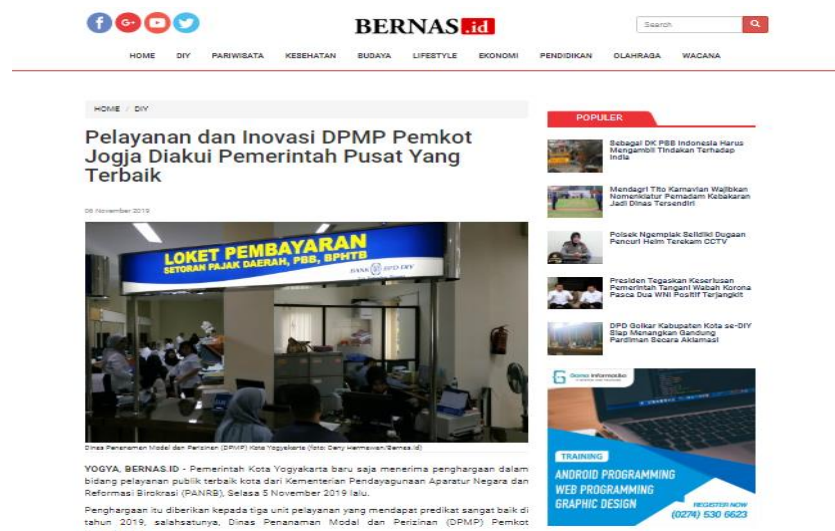 BERNAS.id
Search
HOME DIY PARIWISATA KESEHATAN BUDAYA LIFESTYLE EKONOMI PENDIDIKAN OLAHRAGA WACANA
HOME / DIY
Pelayanan dan Inovasi DPMP Pemkot
Jogja Diakui Pemerintah Pusat Yang
Terbaik
06 November 2019
LOKET PEMBAYARAN
SETORAN PAJAK DAERAH, PBB, BPHTB
BANK BPD DIY
Dinas Penanaman Modal dan Perizinan (DPMP) Kota Yogyakarta (foto: Deny Hermawan/Bernas.id)
YOGYA, BERNAS.ID - Pemerintah Kota Yogyakarta baru saja menerima penghargaan dalam
bidang pelayanan publik terbaik kota dari Kementerian Pendayagunaan Aparatur Negara dan
Reformasi Birokrasi (PANRB), Selasa 5 November 2019 lalu.
Penghargaan itu diberikan kepada tiga unit pelayanan yang mendapat predikat sangat baik di
tahun 2019, salahsatunya, Dinas Penanaman Modal dan Perizinan (DPMP) Pemkot
POPULER
Sebagai DK PBB Indonesia Harus
Mengambil Tindakan Terhadap
India
Mendagri Tito Karnavian Wajibkan
Nomenklatur Pemadam Kebakaran
Jadi Dinas Tersendiri
Polsek Ngemplak Selidiki Dugaan
Pencuri Helm Terekam CCTV
Presiden Tegaskan Keseriusan
Pemerintah Tangani Wabah Korona
Pasca Dua WNI Positif Terjangkit
DPD Golkar Kabupaten Kota se-DIY
Siap Menangkan Gandung
Pardiman Secara Aklamasi
Gama Informatika
TRAINING
ANDROID PROGRAMMING
WEB PROGRAMMING
GRAPHIC DESIGN
REGISTER NOW
(0274) 530 6623